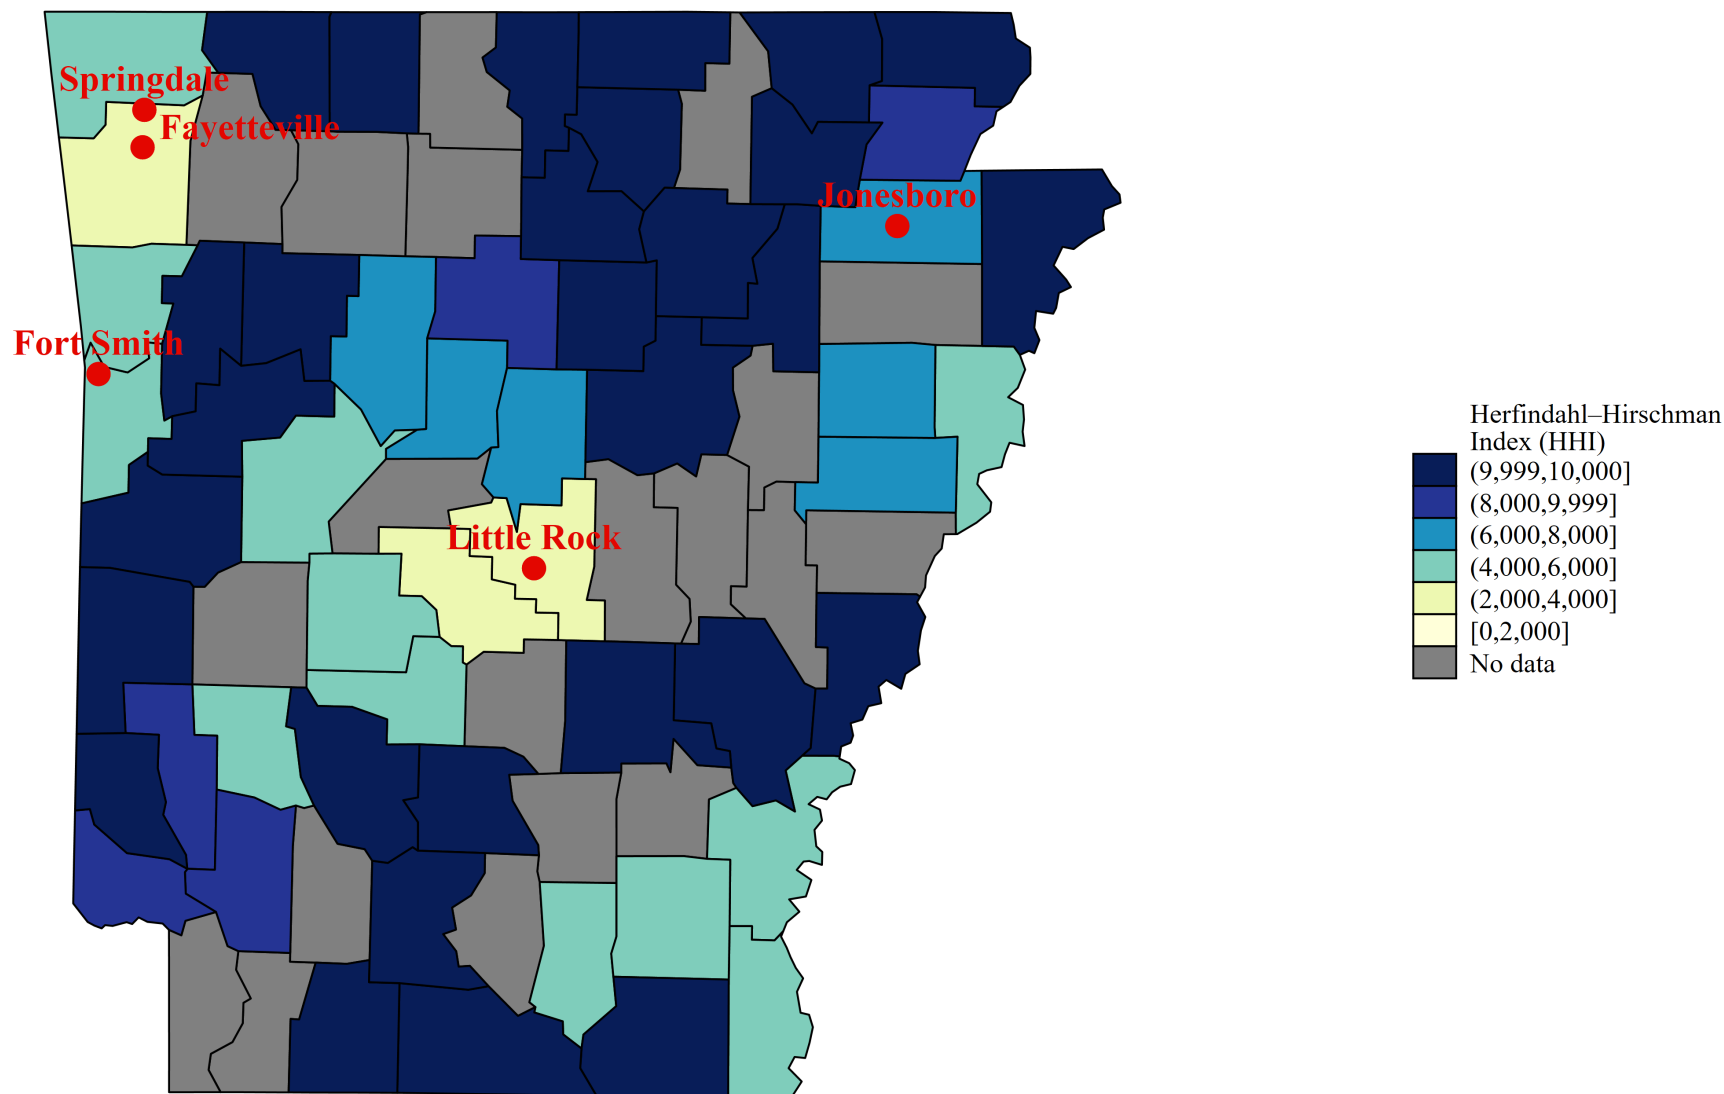 Springdale
Fayetteville
Jonesboro
Fort Smith
Little Rock
Herfindahl–Hirschman
Index (HHI)
(9,999,10,000]
(8,000,9,999]
(6,000,8,000]
(4,000,6,000]
(2,000,4,000]
[0,2,000]
No data